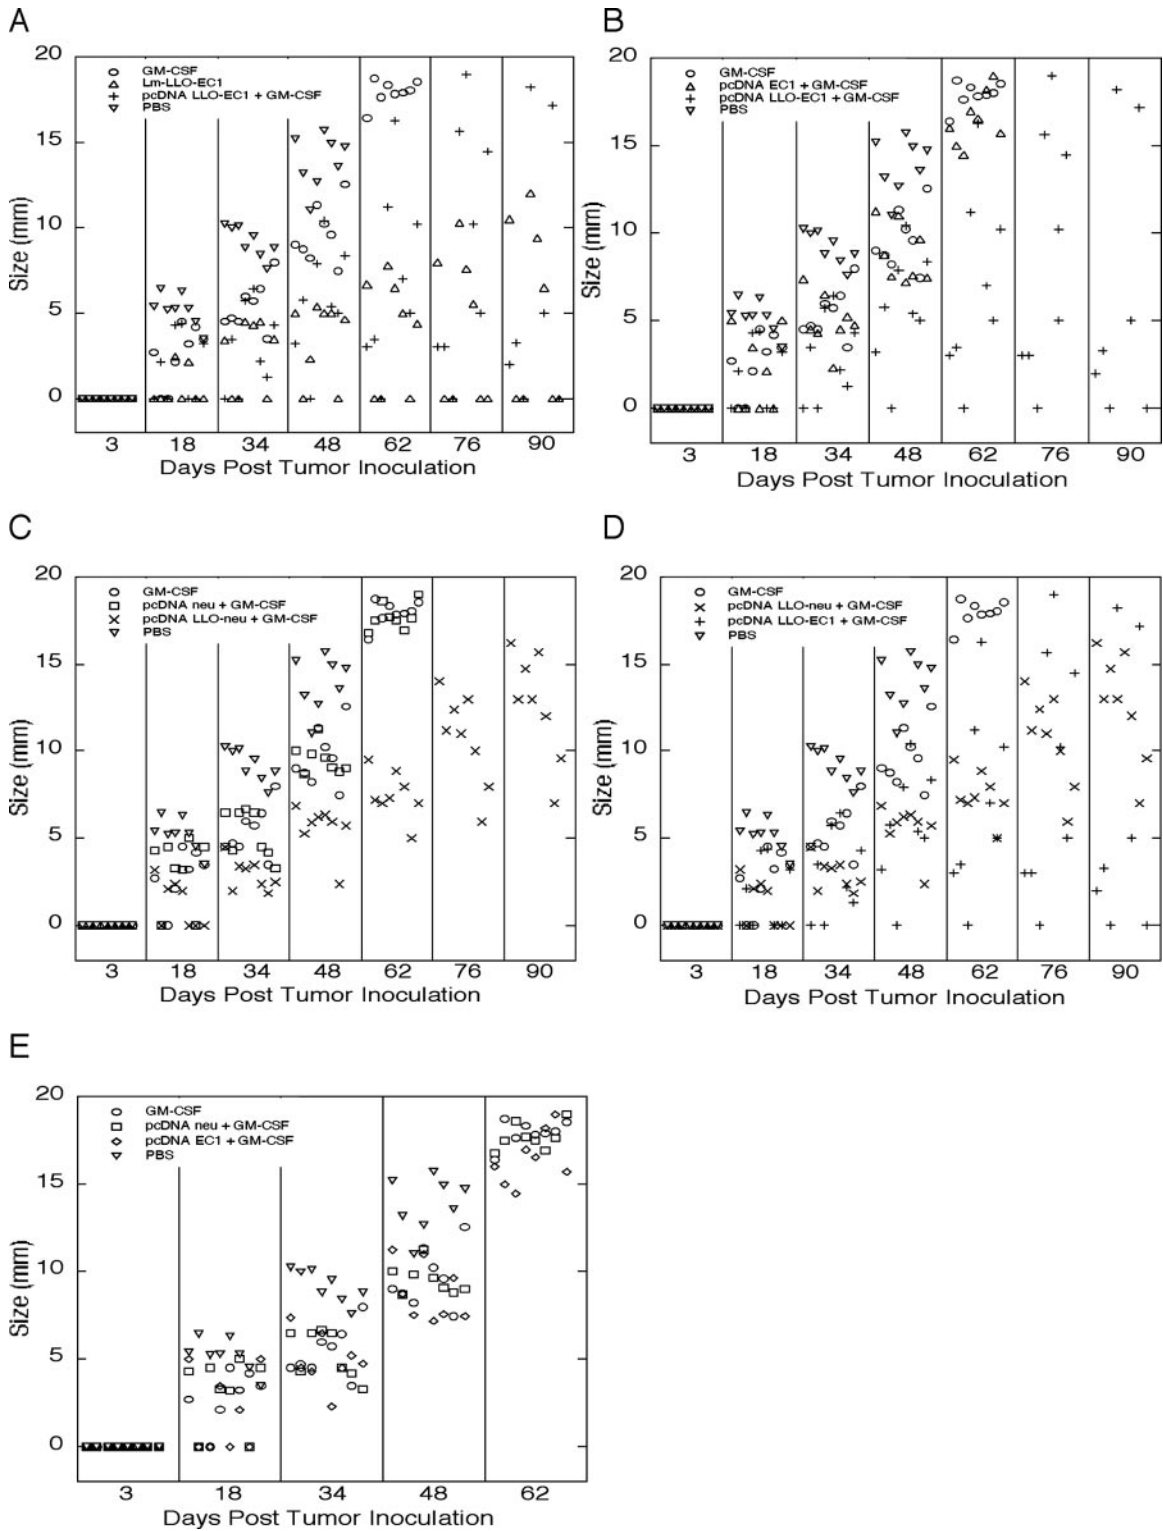 A
20
15
10
5
0
Size (mm)
GM-CSF
Lm-LLO-EC1
pcDNA LLO-EC1 + GM-CSF
PBS
3 18 34 48 62 76 90
Days Post Tumor Inoculation
B
20
15
10
5
0
Size (mm)
GM-CSF
pcDNA EC1 + GM-CSF
pcDNA LLO-EC1 + GM-CSF
PBS
3 18 34 48 62 76 90
Days Post Tumor Inoculation
C
20
15
10
5
0
Size (mm)
GM-CSF
pcDNA neu + GM-CSF
pcDNA LLO-neu + GM-CSF
PBS
3 18 34 48 62 76 90
Days Post Tumor Inoculation
D
20
15
10
5
0
Size (mm)
GM-CSF
pcDNA LLO-neu + GM-CSF
pcDNA LLO-EC1 + GM-CSF
PBS
3 18 34 48 62 76 90
Days Post Tumor Inoculation
E
20
15
10
5
0
Size (mm)
GM-CSF
pcDNA neu + GM-CSF
pcDNA EC1 + GM-CSF
PBS
3 18 34 48 62
Days Post Tumor Inoculation